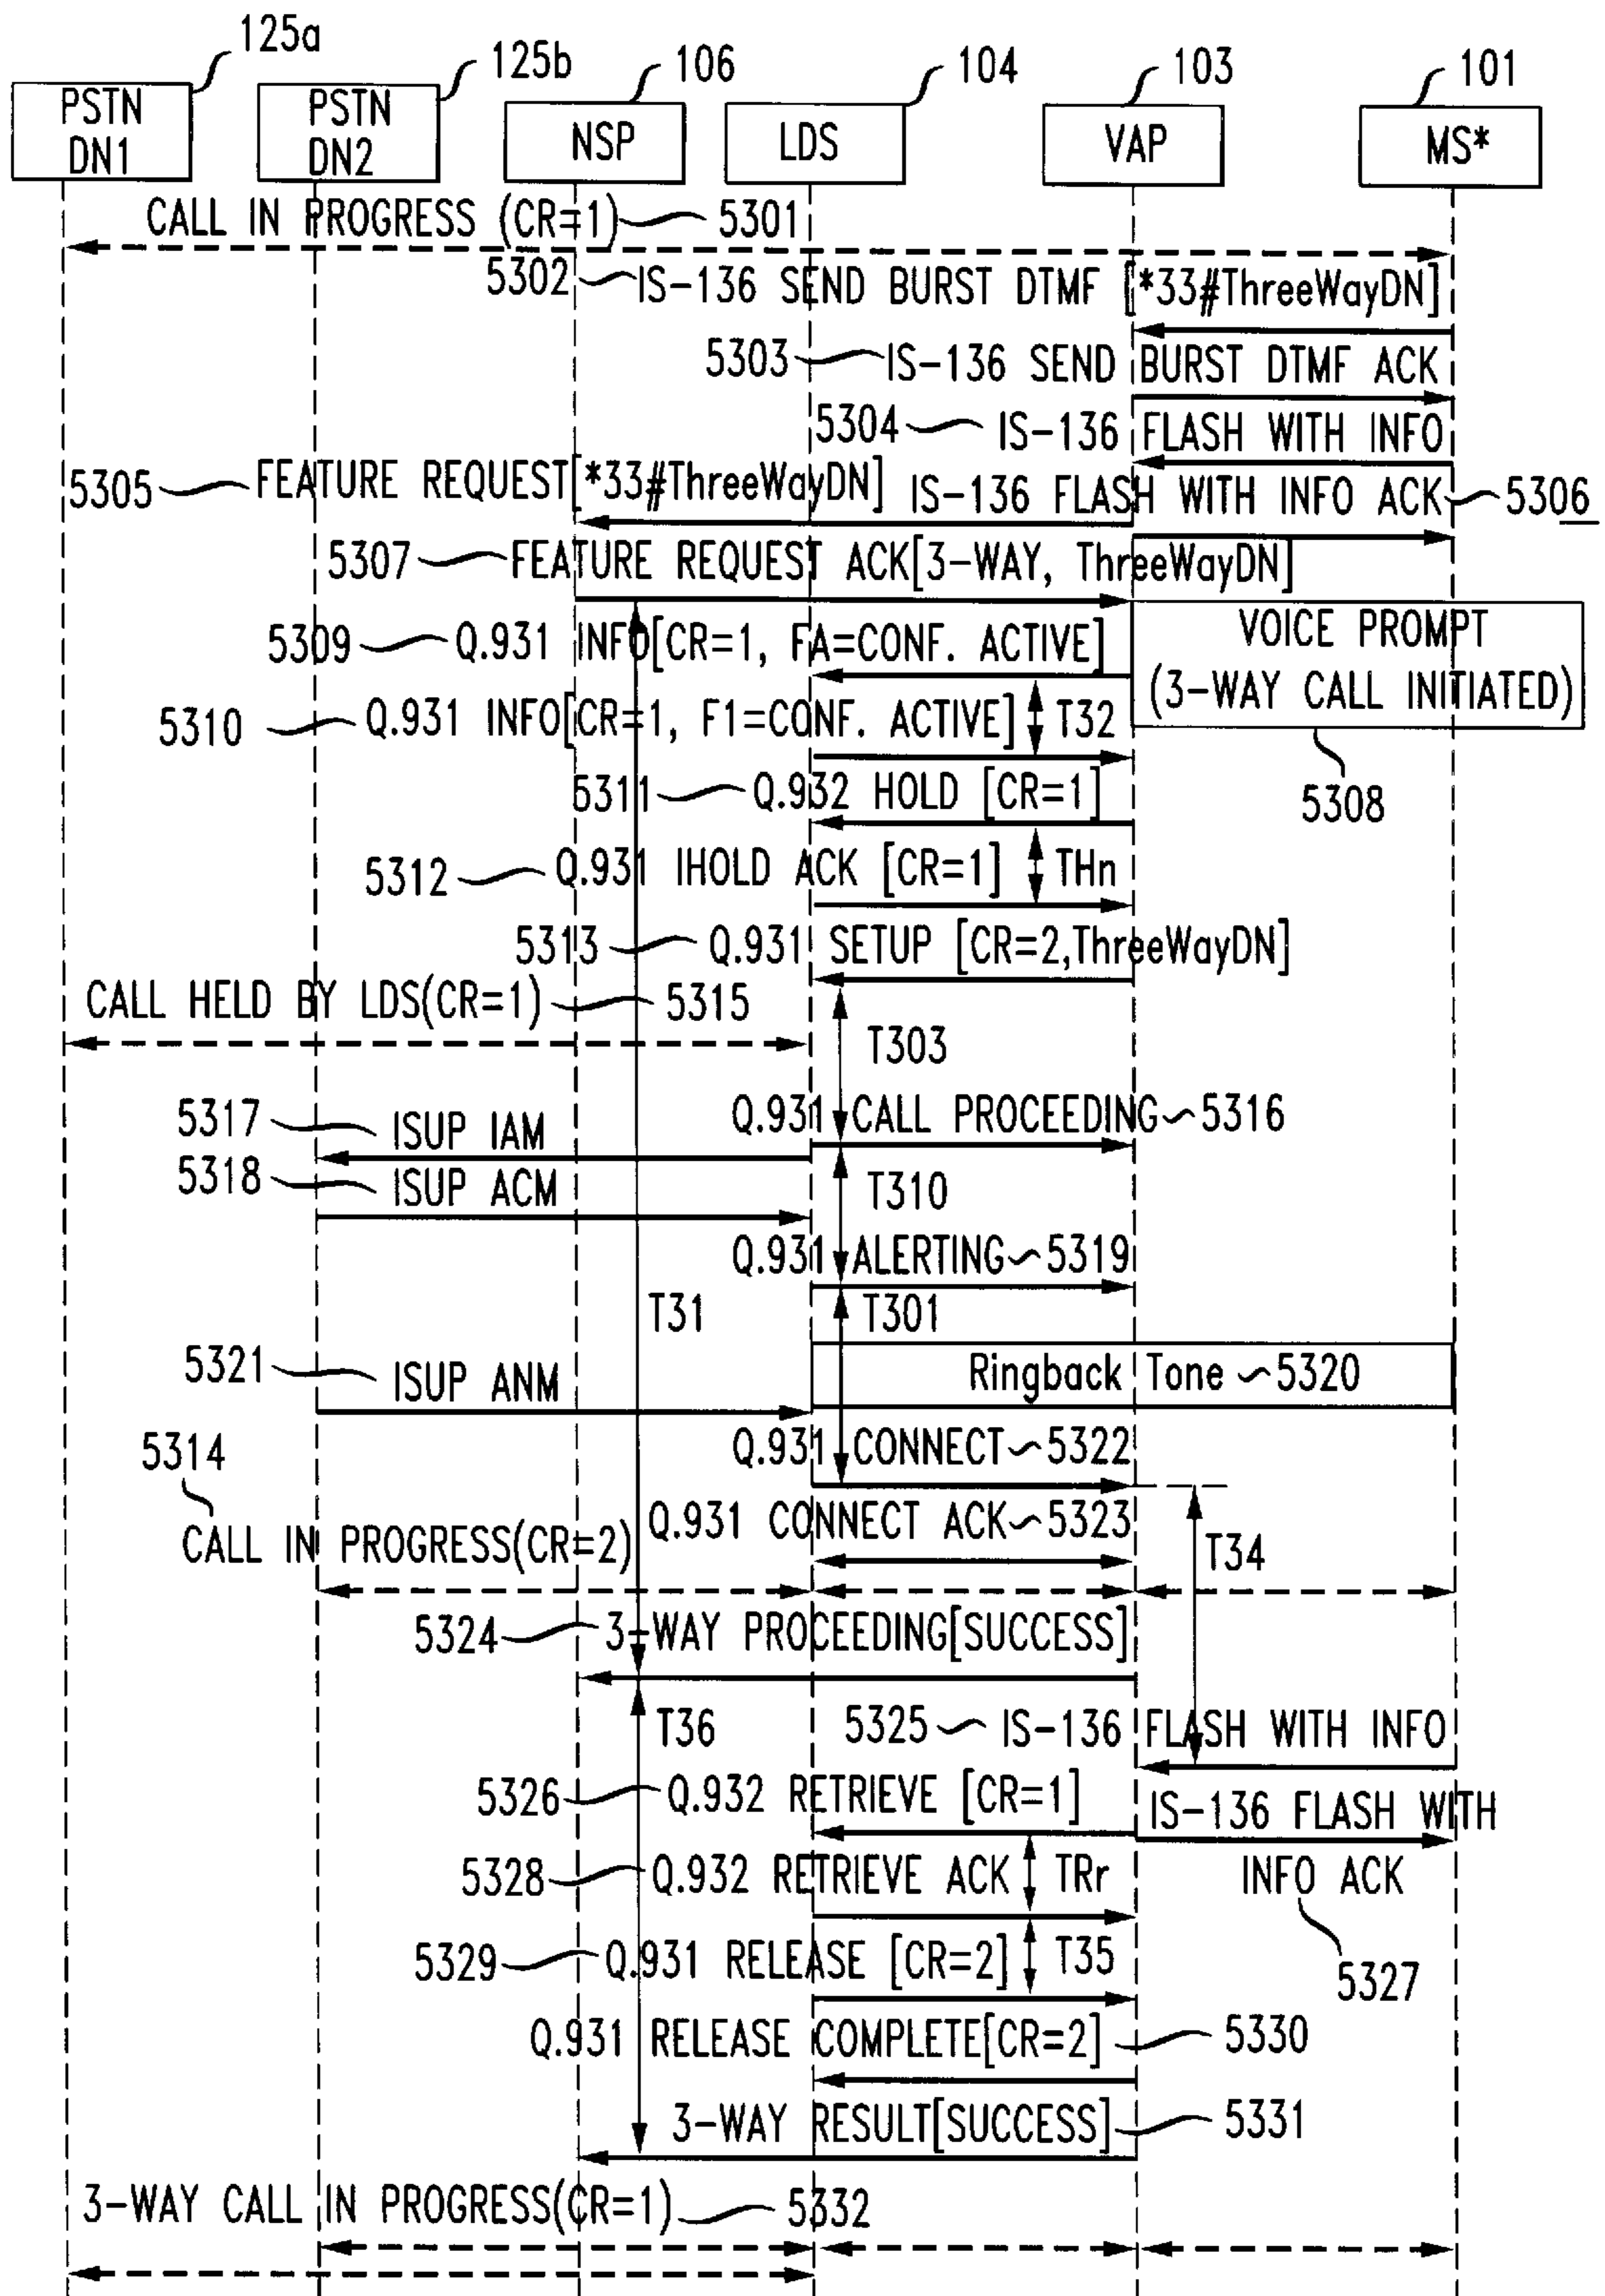 125a
125b
106
104
103
101
PSTN
DN1
PSTN
DN2
NSP
LDS
VAP
MS*
CALL IN PROGRESS (CR=1) 5301
5302 IS-136 SEND BURST DTMF [*33#ThreeWayDN]
5303 IS-136 SEND BURST DTMF ACK
5304 IS-136 FLASH WITH INFO
5305 FEATURE REQUEST[*33#ThreeWayDN]
IS-136 FLASH WITH INFO ACK 5306
5307 FEATURE REQUEST ACK[3-WAY, ThreeWayDN]
VOICE PROMPT
(3-WAY CALL INITIATED)
5308
5309 Q.931 INFO[CR=1, FA=CONF. ACTIVE]
5310 Q.931 INFO[CR=1, F1=CONF. ACTIVE] T32
5311 Q.932 HOLD [CR=1]
5312 Q.931 IHOLD ACK [CR=1] THn
5313 Q.931 SETUP [CR=2,ThreeWayDN]
CALL HELD BY LDS(CR=1) 5315
T303
5317 ISUP IAM
Q.931 CALL PROCEEDING 5316
5318 ISUP ACM
T310
Q.931 ALERTING 5319
T31
T301
5321 ISUP ANM
Ringback Tone 5320
5314
Q.931 CONNECT 5322
Q.931 CONNECT ACK 5323
CALL IN PROGRESS(CR=2)
T34
5324 3-WAY PROCEEDING[SUCCESS]
T36
5325 IS-136 FLASH WITH INFO
5326 Q.932 RETRIEVE [CR=1]
IS-136 FLASH WITH
INFO ACK
5327
5328 Q.932 RETRIEVE ACK TRr
5329 Q.931 RELEASE [CR=2] T35
Q.931 RELEASE COMPLETE[CR=2] 5330
3-WAY RESULT[SUCCESS] 5331
3-WAY CALL IN PROGRESS(CR=1) 5332